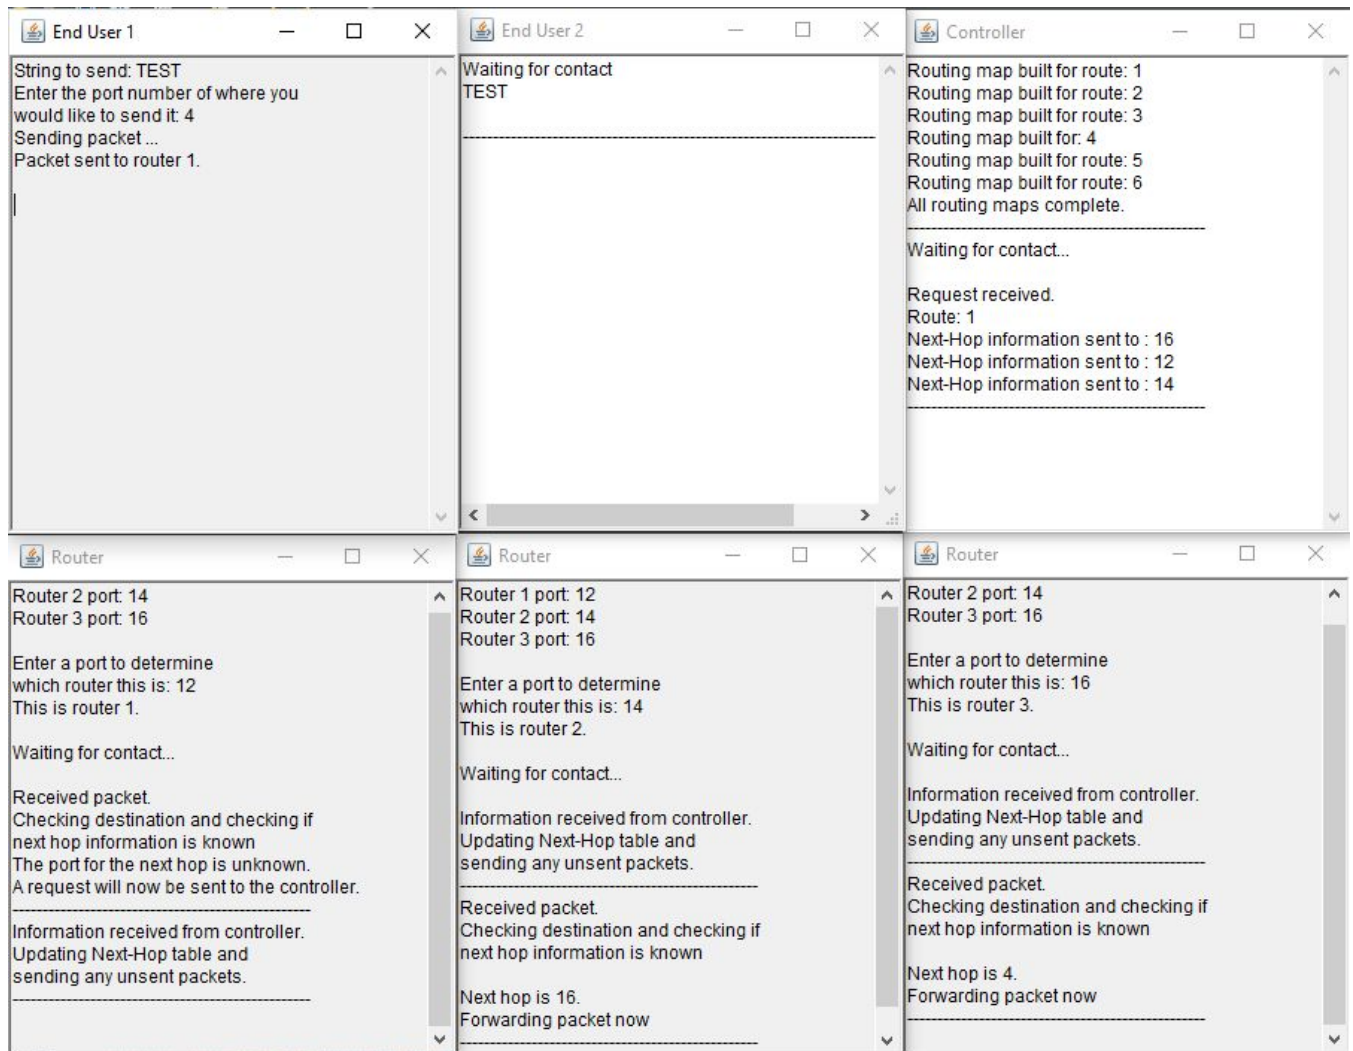 End User 1
String to send: TEST
Enter the port number of where you
would like to send it: 4
Sending packet ...
Packet sent to router 1.
End User 2
Waiting for contact
TEST
------------------------------------------------------------
Controller
Routing map built for route: 1
Routing map built for route: 2
Routing map built for route: 3
Routing map built for: 4
Routing map built for route: 5
Routing map built for route: 6
All routing maps complete.
------------------------------------------------------------
Waiting for contact...
Request received.
Route: 1
Next-Hop information sent to : 16
Next-Hop information sent to : 12
Next-Hop information sent to : 14
------------------------------------------------------------
Router
Router 2 port: 14
Router 3 port: 16
Enter a port to determine
which router this is: 12
This is router 1.
Waiting for contact...
Received packet.
Checking destination and checking if
next hop information is known
The port for the next hop is unknown.
A request will now be sent to the controller.
------------------------------------------------------------
Information received from controller.
Updating Next-Hop table and
sending any unsent packets.
------------------------------------------------------------
Router
Router 1 port: 12
Router 2 port: 14
Router 3 port: 16
Enter a port to determine
which router this is: 14
This is router 2.
Waiting for contact...
Information received from controller.
Updating Next-Hop table and
sending any unsent packets.
------------------------------------------------------------
Received packet.
Checking destination and checking if
next hop information is known
Next hop is 16.
Forwarding packet now
------------------------------------------------------------
Router
Router 2 port: 14
Router 3 port: 16
Enter a port to determine
which router this is: 16
This is router 3.
Waiting for contact...
Information received from controller.
Updating Next-Hop table and
sending any unsent packets.
------------------------------------------------------------
Received packet.
Checking destination and checking if
next hop information is known
Next hop is 4.
Forwarding packet now
------------------------------------------------------------